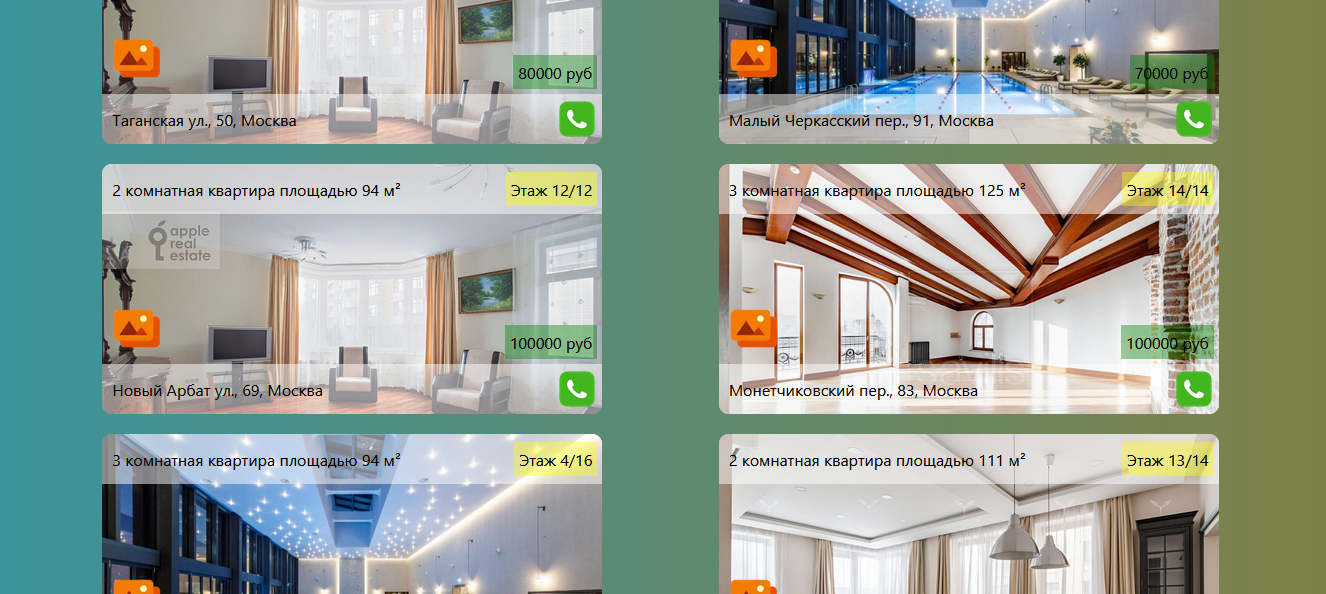 80000 руб
Таганская ул., 50, Москва
70000 руб
Малый Черкасский пер., 91, Москва
2 комнатная квартира площадью 94 м²
Этаж 12/12
apple
real
estate
100000 руб
Новый Арбат ул., 69, Москва
3 комнатная квартира площадью 125 м²
Этаж 14/14
100000 руб
Монетчиковский пер., 83, Москва
3 комнатная квартира площадью 94 м²
Этаж 4/16
2 комнатная квартира площадью 111 м²
Этаж 13/14